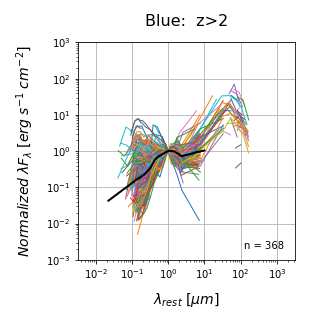 Blue: z>2
Normalized λF_λ [erg s⁻¹ cm⁻²]
10³
10²
10¹
10⁰
10⁻¹
10⁻²
10⁻³
n = 368
10⁻² 10⁻¹ 10⁰ 10¹ 10² 10³
λ_rest [μm]